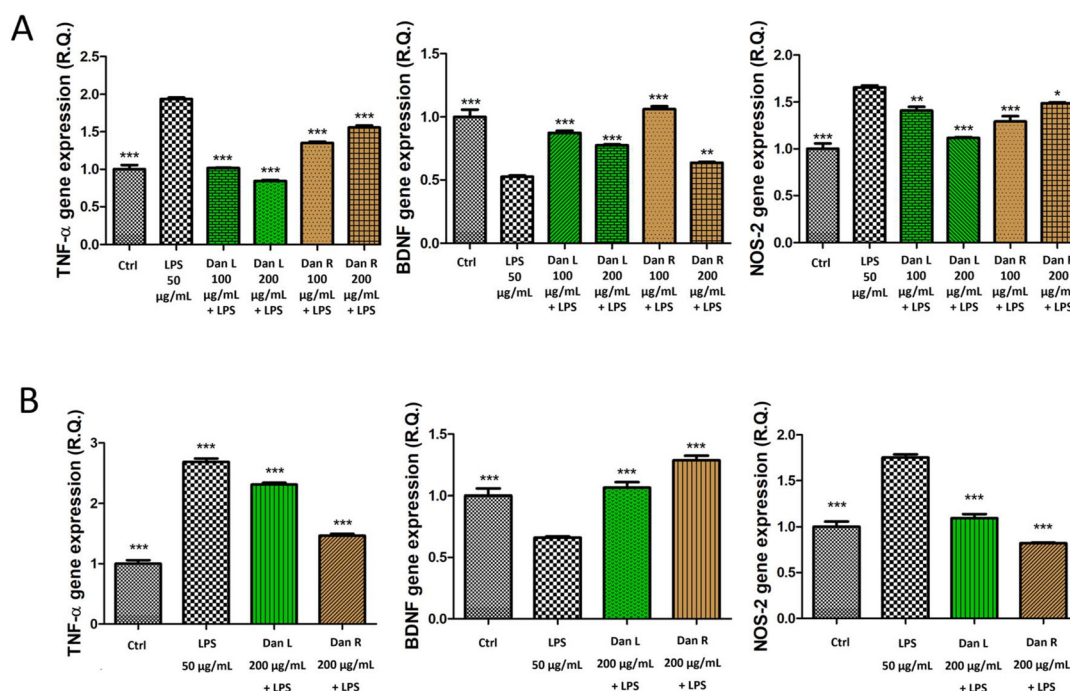 A
TNF-α gene expression (R.Q.)
2.5
2.0
1.5
1.0
0.5
0.0
***
***
***
***
***
Ctrl
LPS
50
µg/mL
Dan L
100
µg/mL
+ LPS
Dan L
200
µg/mL
+ LPS
Dan R
100
µg/mL
+ LPS
Dan R
200
µg/mL
+ LPS
BDNF gene expression (R.Q.)
1.5
1.0
0.5
0.0
***
***
***
***
**
Ctrl
LPS
50
µg/mL
Dan L
100
µg/mL
+ LPS
Dan L
200
µg/mL
+ LPS
Dan R
100
µg/mL
+ LPS
Dan R
200
µg/mL
+ LPS
NOS-2 gene expression (R.Q.)
2.0
1.5
1.0
0.5
0.0
***
**
***
***
*
Ctrl
LPS
50
µg/mL
Dan L
100
µg/mL
+ LPS
Dan L
200
µg/mL
+ LPS
Dan R
100
µg/mL
+ LPS
Dan R
200
µg/mL
+ LPS
B
TNF-α gene expression (R.Q.)
3
2
1
0
***
***
***
***
Ctrl
LPS
50 µg/mL
Dan L
200 µg/mL
+ LPS
Dan R
200 µg/mL
+ LPS
BDNF gene expression (R.Q.)
1.5
1.0
0.5
0.0
***
***
***
Ctrl
LPS
50 µg/mL
Dan L
200 µg/mL
+ LPS
Dan R
200 µg/mL
+ LPS
NOS-2 gene expression (R.Q.)
2.0
1.5
1.0
0.5
0.0
***
***
***
Ctrl
LPS
50 µg/mL
Dan L
200 µg/mL
+ LPS
Dan R
200 µg/mL
+ LPS